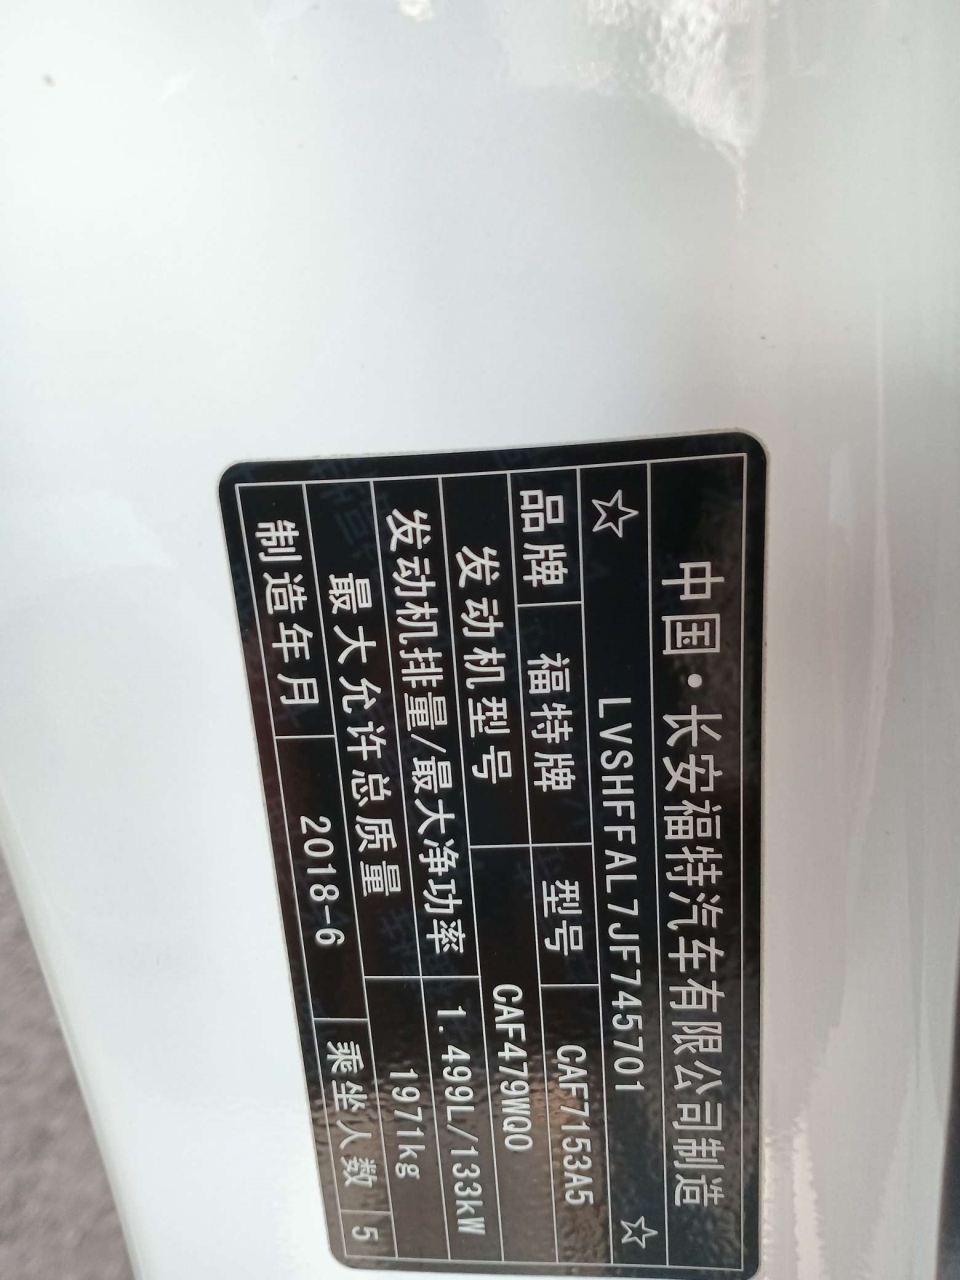 中国·长安福特汽车有限公司制造
☆ LVSHFFAL7JF745701 ☆
品牌 福特牌 型号 CAF7153A5
发动机型号 CAF479WQ0
发动机排量/最大净功率 1.499L/133kW
最大允许总质量 1971kg
制造年月 2018-6 乘坐人数 5